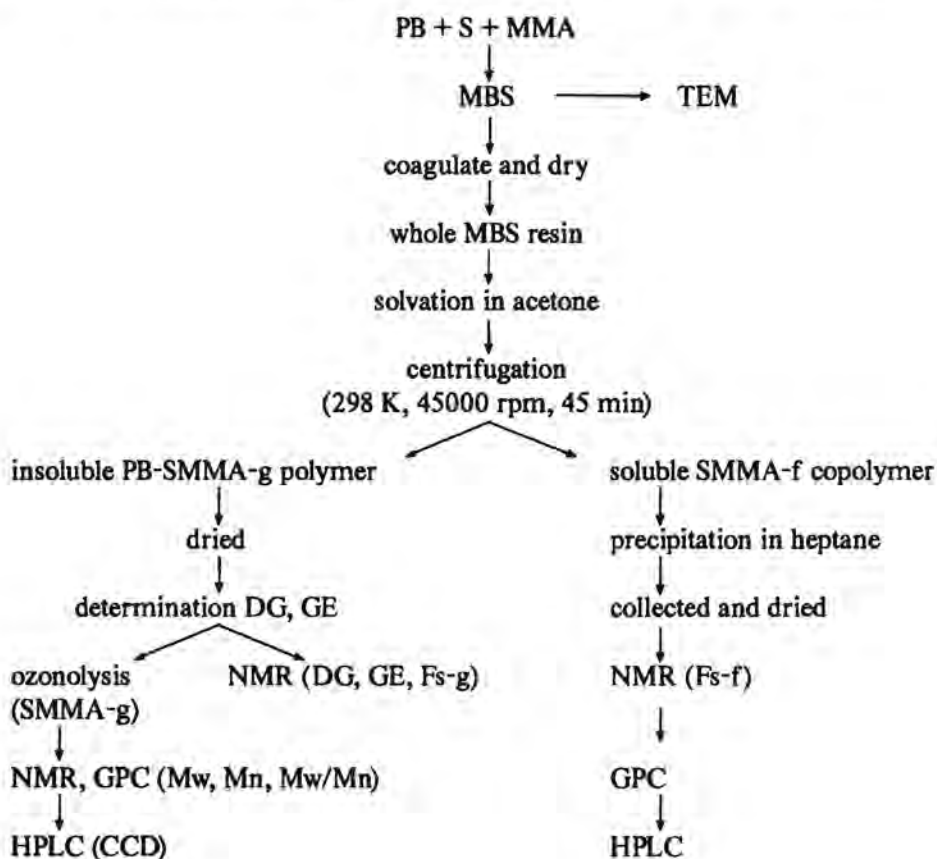 PB + S + MMA
MBS
TEM
coagulate and dry
whole MBS resin
solvation in acetone
centrifugation
(298 K, 45000 rpm, 45 min)
insoluble PB-SMMA-g polymer
soluble SMMA-f copolymer
dried
precipitation in heptane
determination DG, GE
collected and dried
ozonolysis
(SMMA-g)
NMR (DG, GE, Fs-g)
NMR (Fs-f)
NMR, GPC (Mw, Mn, Mw/Mn)
GPC
HPLC (CCD)
HPLC